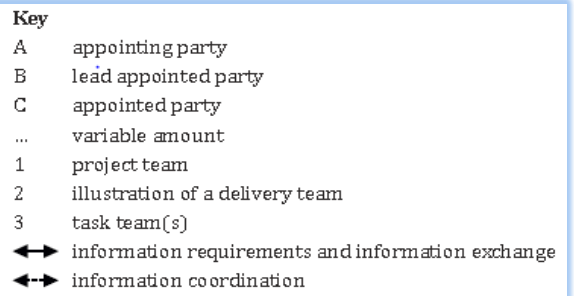 Key
A appointing party
B lead appointed party
C appointed party
... variable amount
1 project team
2 illustration of a delivery team
3 task team(s)
information requirements and information exchange
information coordination